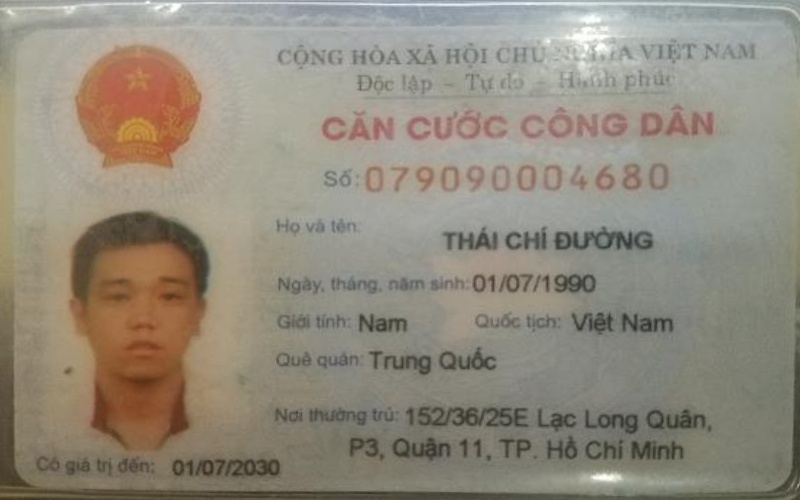 CỘNG HÒA XÃ HỘI CHỦ NGHĨA VIỆT NAM
Độc lập - Tự do - Hạnh phúc
CĂN CƯỚC CÔNG DÂN
Số: 079090004680
Họ và tên:
THÁI CHÍ ĐƯỜNG
Ngày, tháng, năm sinh: 01/07/1990
Giới tính: Nam Quốc tịch: Việt Nam
Quê quán: Trung Quốc
Nơi thường trú: 152/36/25E Lạc Long Quân,
P3, Quận 11, TP. Hồ Chí Minh
Có giá trị đến: 01/07/2030